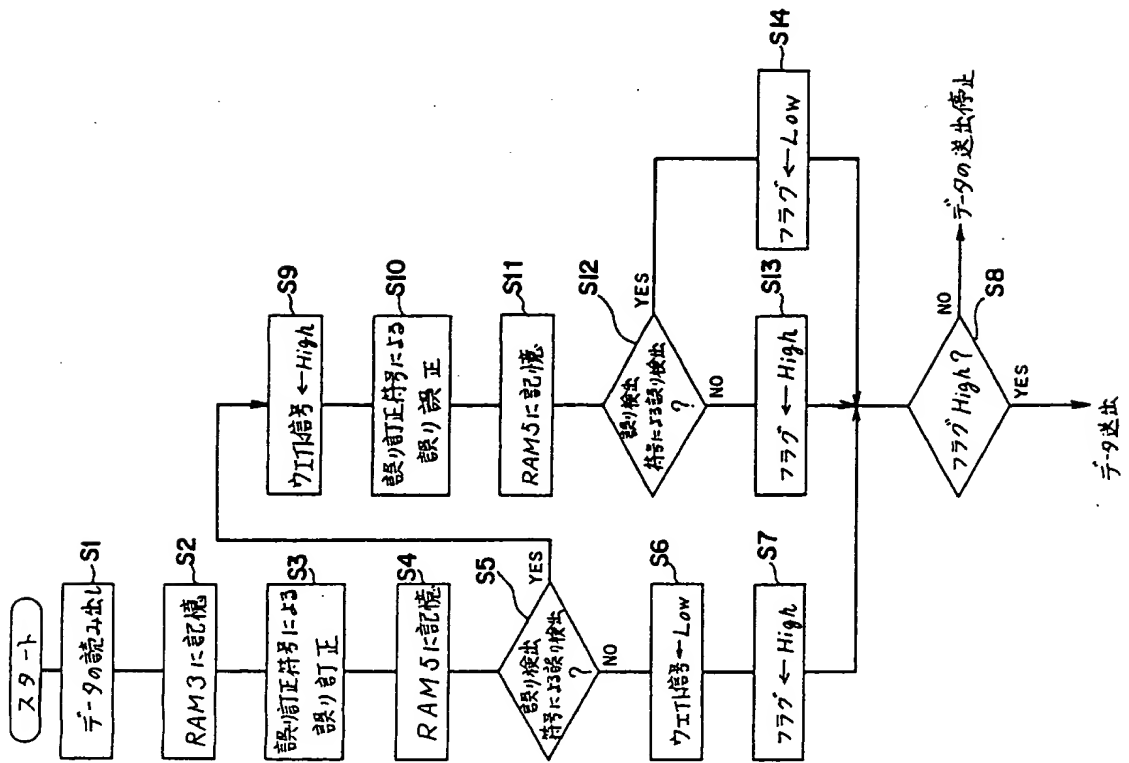 スタート
データの読み出し
S1
RAM3に記憶
S2
誤り訂正符号による
誤り訂正
S3
RAM5に記憶
S4
誤り検出
符号による誤り検出
?
S5
YES
NO
ウエイト信号←Low
S6
フラグ←High
S7
ウエイト信号←High
S9
誤り訂正符号による
誤り誤正
S10
RAM5に記憶
S11
誤り検出
符号による誤り検出
?
S12
YES
NO
フラグ←High
S13
フラグ←Low
S14
フラグHigh?
S8
NO
データの送出停止
YES
データ送出